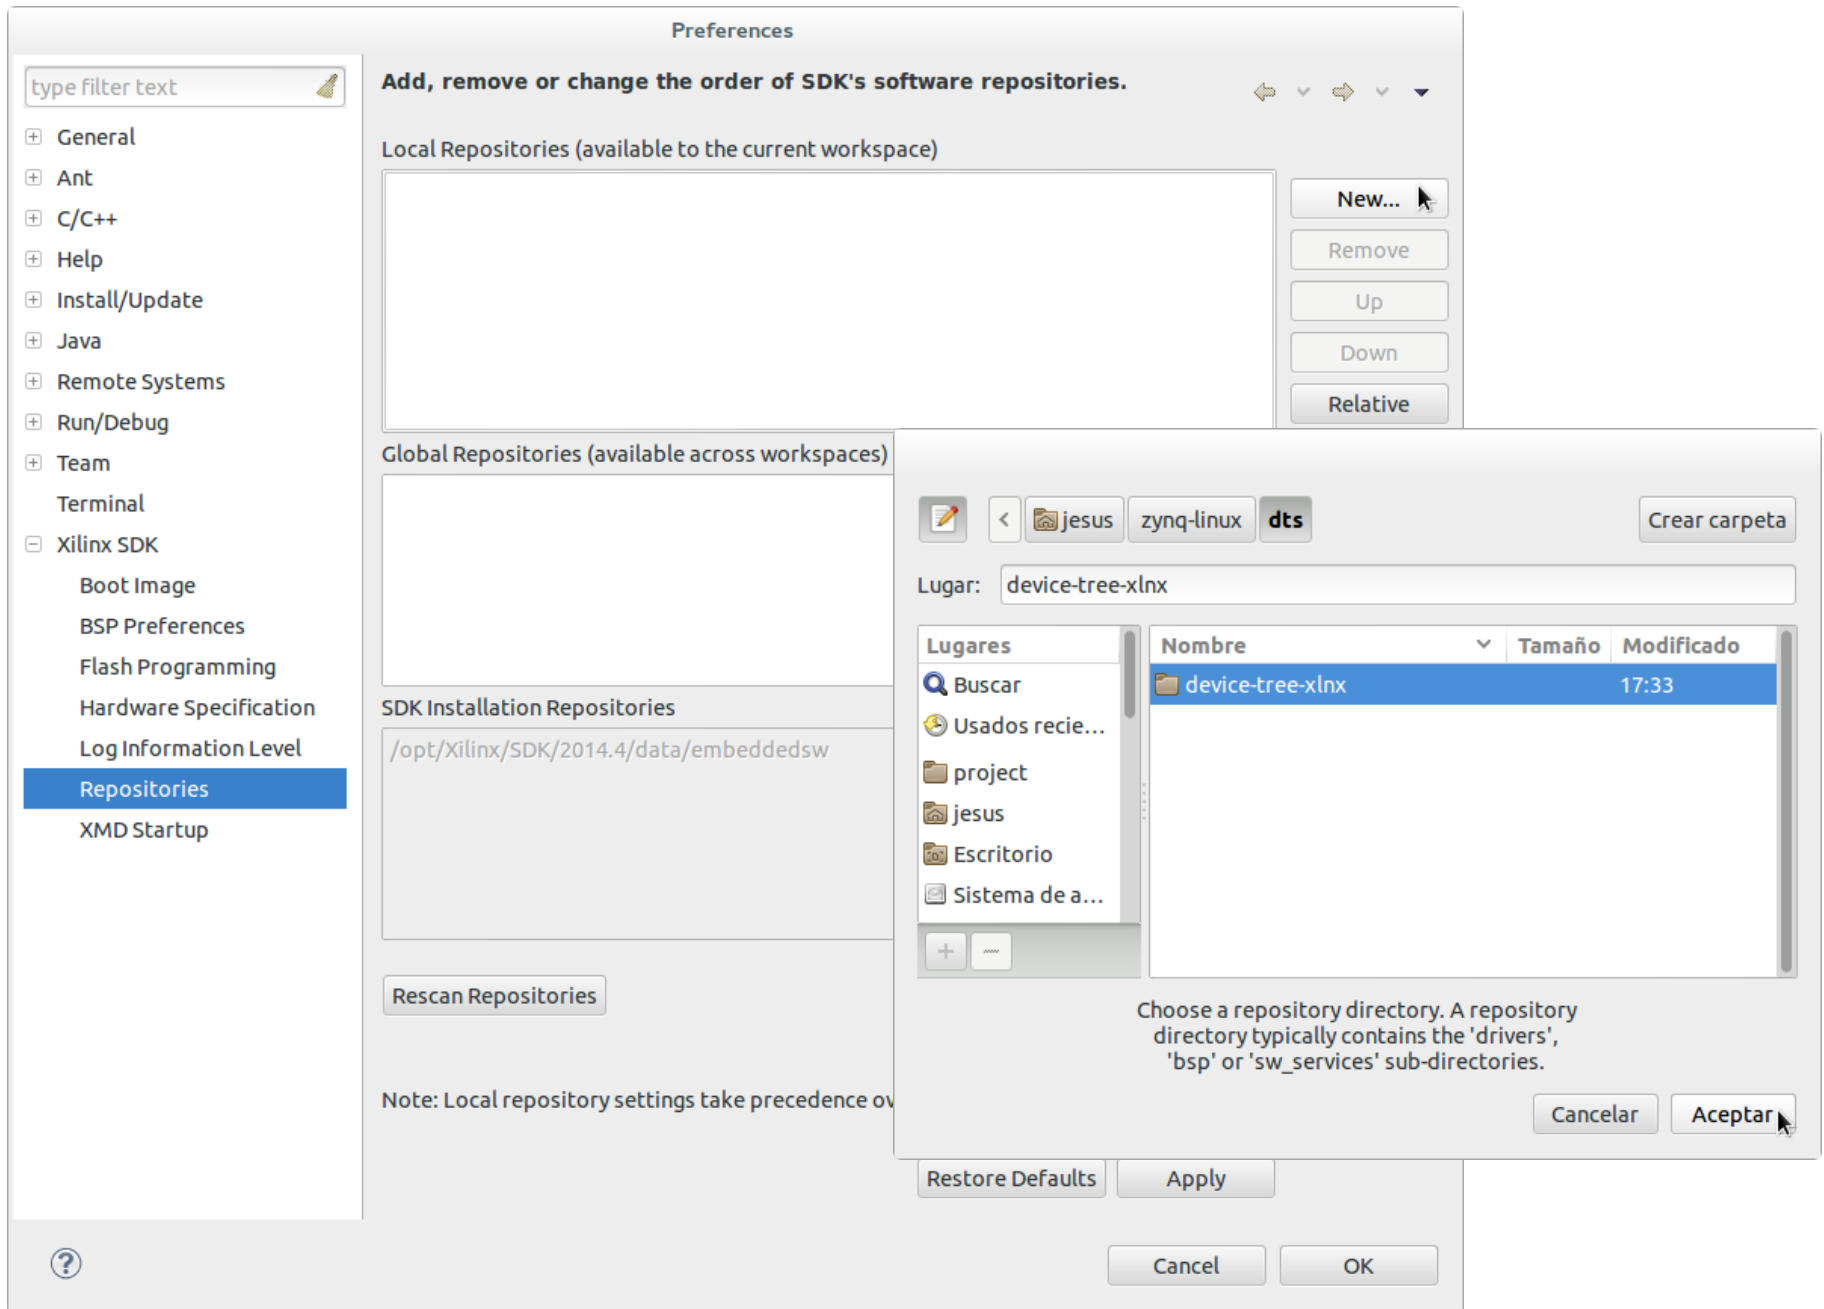 Preferences
type filter text
General
Ant
C/C++
Help
Install/Update
Java
Remote Systems
Run/Debug
Team
Terminal
Xilinx SDK
Boot Image
BSP Preferences
Flash Programming
Hardware Specification
Log Information Level
Repositories
XMD Startup
Add, remove or change the order of SDK's software repositories.
Local Repositories (available to the current workspace)
New...
Remove
Up
Down
Relative
Global Repositories (available across workspaces)
SDK Installation Repositories
/opt/Xilinx/SDK/2014.4/data/embeddedsw
Rescan Repositories
Note: Local repository settings take precedence ov
Restore Defaults
Apply
Cancel
OK
jesus
zynq-linux
dts
Crear carpeta
Lugar: device-tree-xlnx
Lugares
Buscar
Usados recie...
project
jesus
Escritorio
Sistema de a...
Nombre Tamaño Modificado
device-tree-xlnx 17:33
Choose a repository directory. A repository
directory typically contains the 'drivers',
'bsp' or 'sw_services' sub-directories.
Cancelar
Aceptar